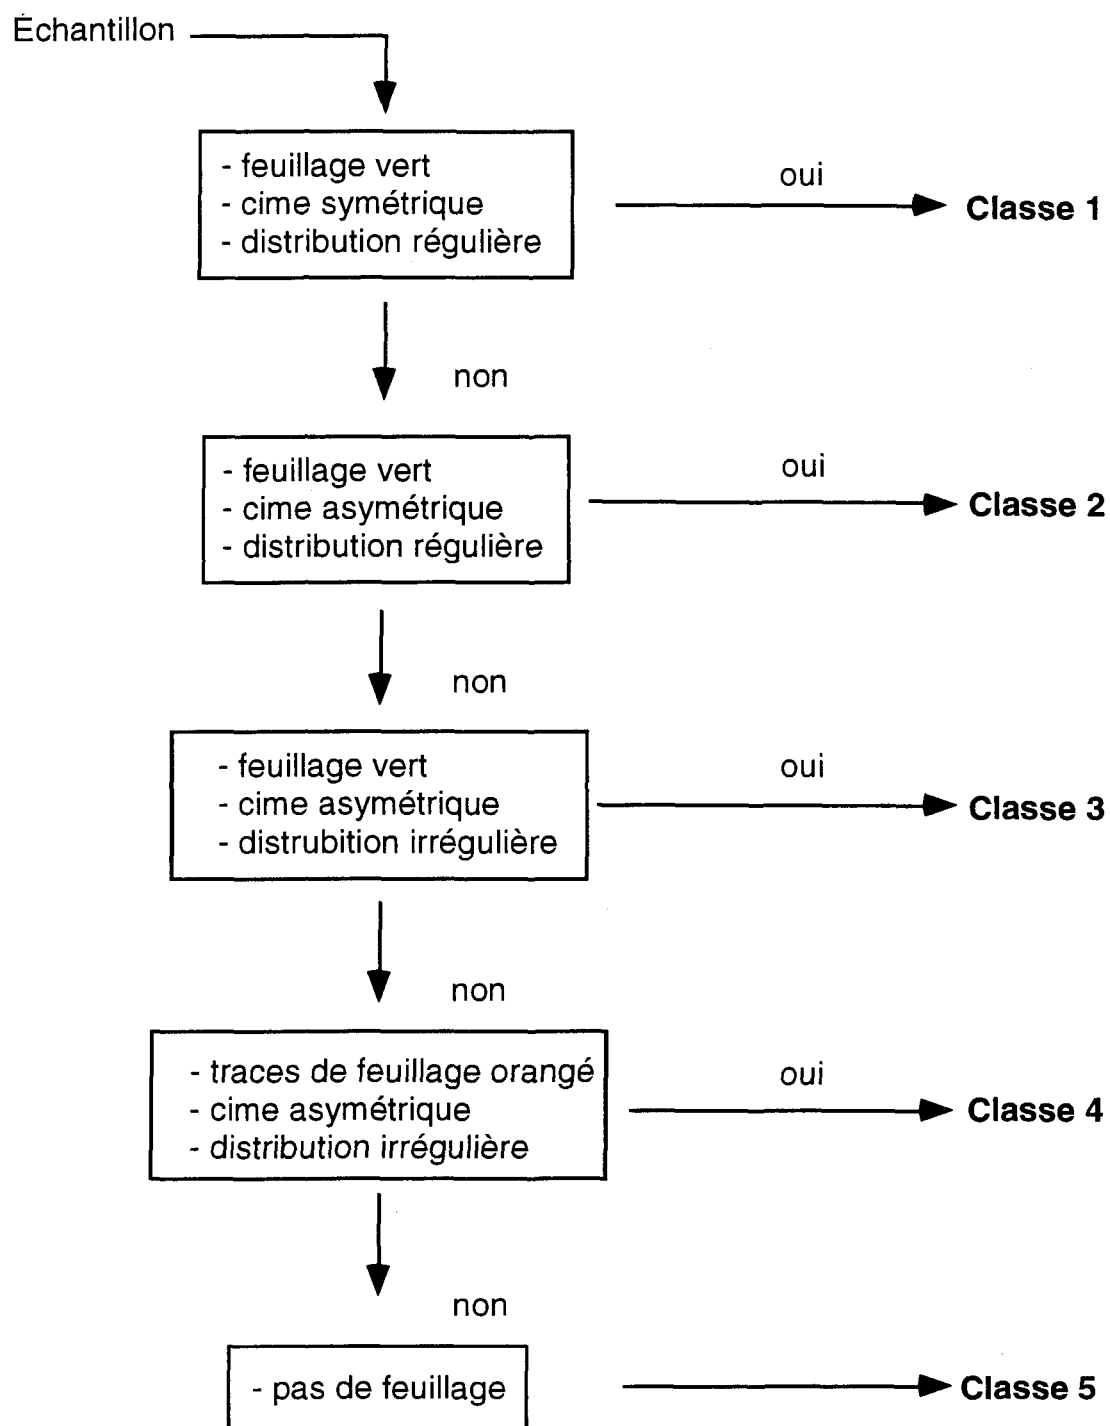 Échantillon
- feuillage vert
- cime symétrique
- distribution régulière
oui
Classe 1
non
- feuillage vert
- cime asymétrique
- distribution régulière
oui
Classe 2
non
- feuillage vert
- cime asymétrique
- distrubition irrégulière
oui
Classe 3
non
- traces de feuillage orangé
- cime asymétrique
- distribution irrégulière
oui
Classe 4
non
- pas de feuillage
Classe 5